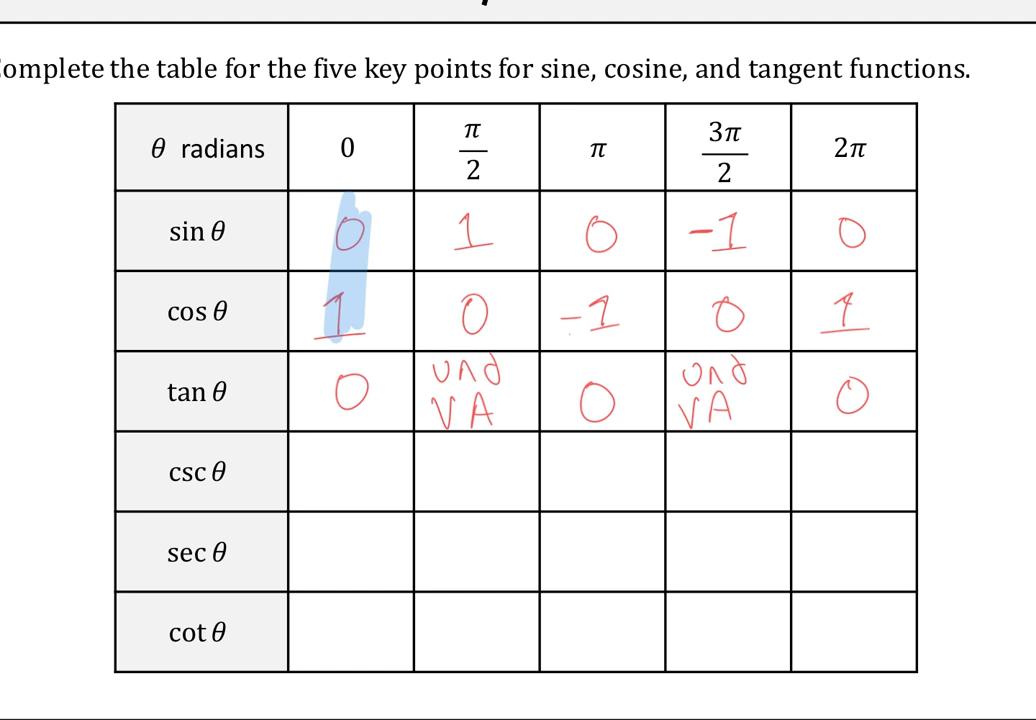 omplete the table for the five key points for sine, cosine, and tangent functions.
θ radians 0 π/2 π 3π/2 2π
sin θ 0 1 0 -1 0
cos θ 1 0 -1 0 1
tan θ 0 und VA 0 und VA 0
csc θ
sec θ
cot θ